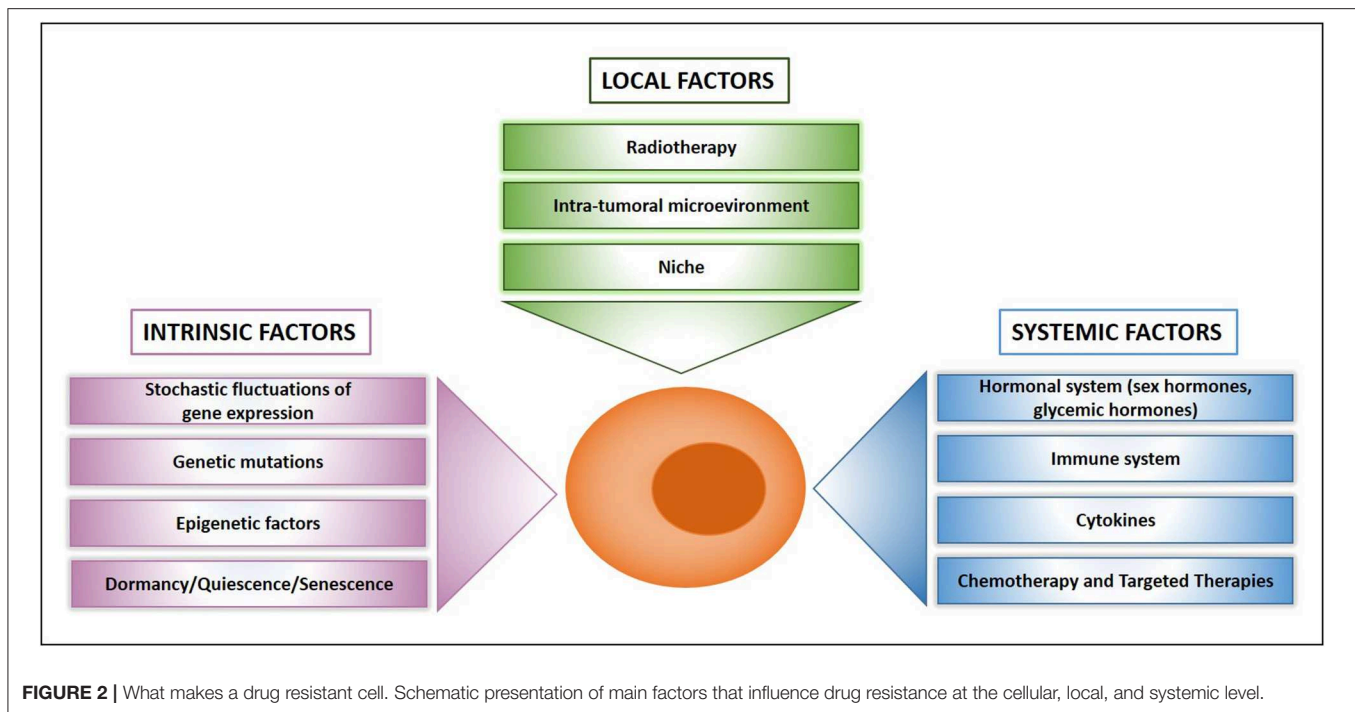 LOCAL FACTORS
Radiotherapy
Intra-tumoral microevironment
Niche
INTRINSIC FACTORS
Stochastic fluctuations of
gene expression
Genetic mutations
Epigenetic factors
Dormancy/Quiescence/Senescence
SYSTEMIC FACTORS
Hormonal system (sex hormones,
glycemic hormones)
Immune system
Cytokines
Chemotherapy and Targeted Therapies
FIGURE 2 | What makes a drug resistant cell. Schematic presentation of main factors that influence drug resistance at the cellular, local, and systemic level.